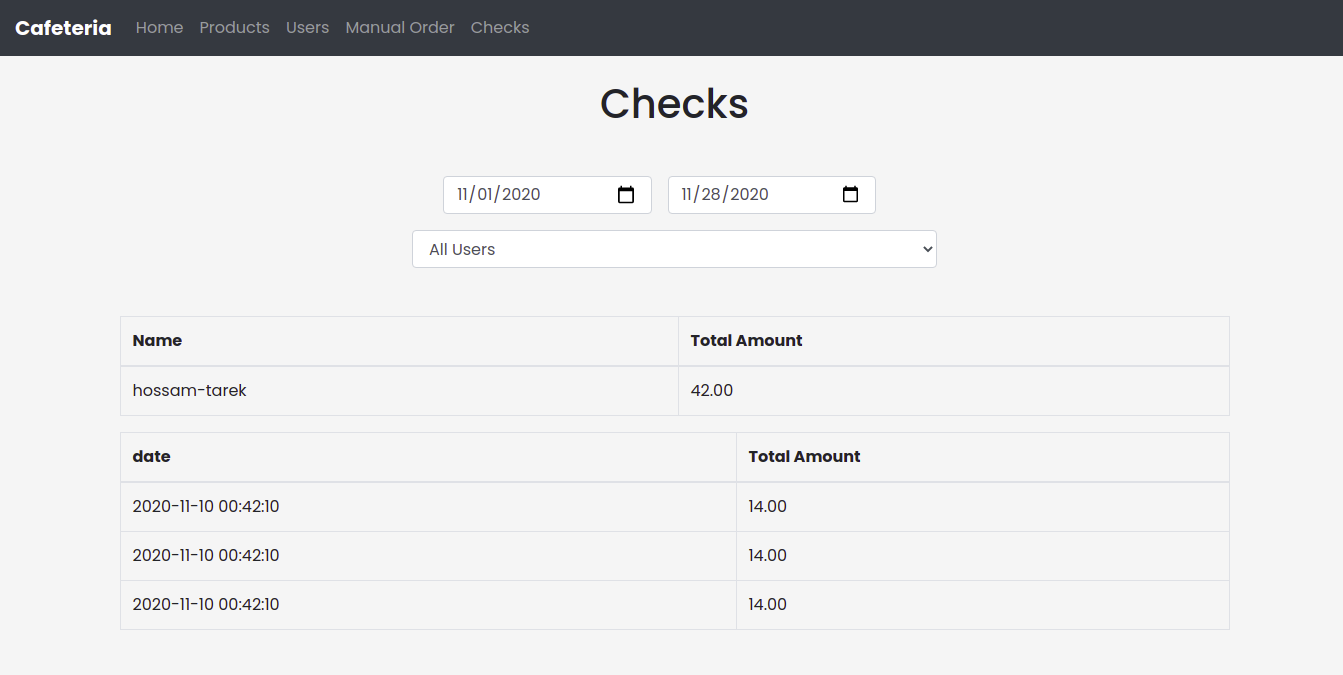 Cafeteria Home Products Users Manual Order Checks
Checks
11/01/2020 11/28/2020
All Users
Name Total Amount
hossam-tarek 42.00
date Total Amount
2020-11-10 00:42:10 14.00
2020-11-10 00:42:10 14.00
2020-11-10 00:42:10 14.00